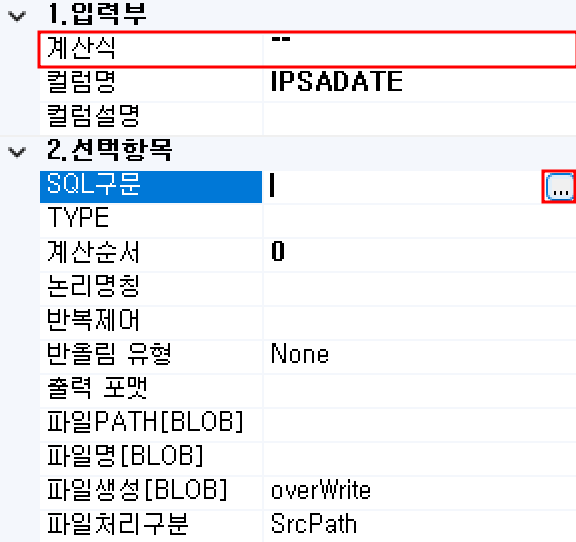 1.입력부
계산식 ""
컬럼명 IPSADATE
컬럼설명
2.선택항목
SQL구문 ...
TYPE
계산순서 0
논리명칭
반복제어
반올림 유형 None
출력 포맷
파일PATH[BLOB]
파일명[BLOB]
파일생성[BLOB] overWrite
파일처리구분 SrcPath